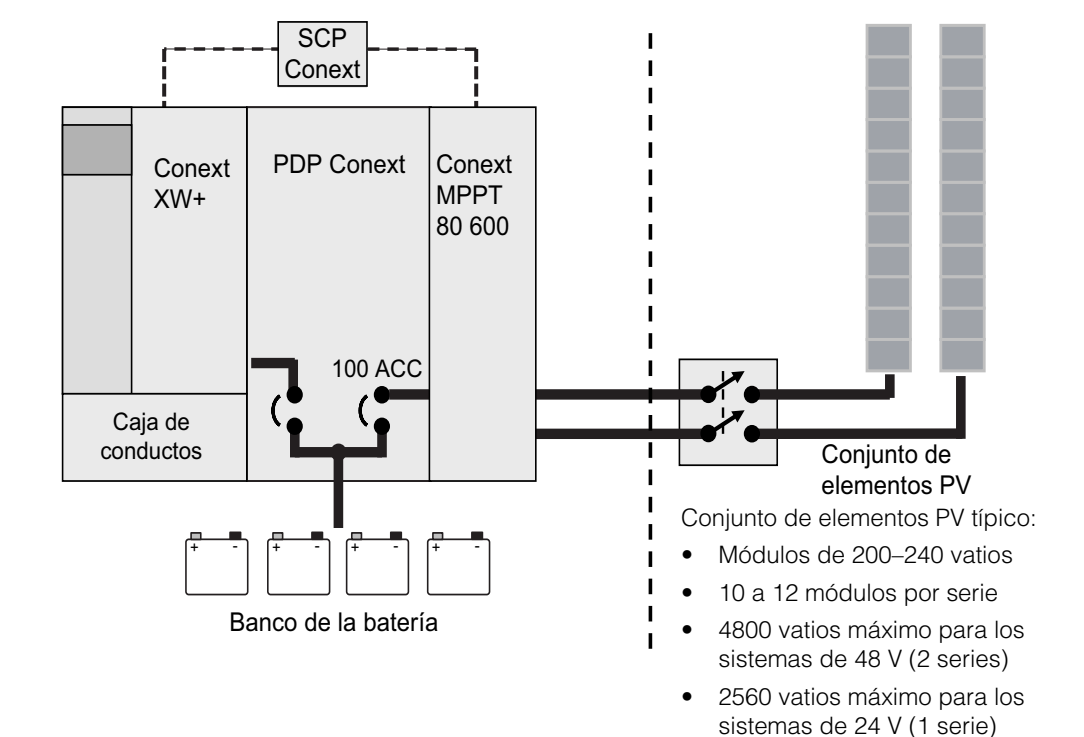 SCP
Conext
Conext
XW+
PDP Conext
Conext
MPPT
80 600
100 ACC
Caja de
conductos
+ -
+ -
+ -
+ -
Banco de la batería
Conjunto de
elementos PV
Conjunto de elementos PV típico:
• Módulos de 200–240 vatios
• 10 a 12 módulos por serie
• 4800 vatios máximo para los
sistemas de 48 V (2 series)
• 2560 vatios máximo para los
sistemas de 24 V (1 serie)